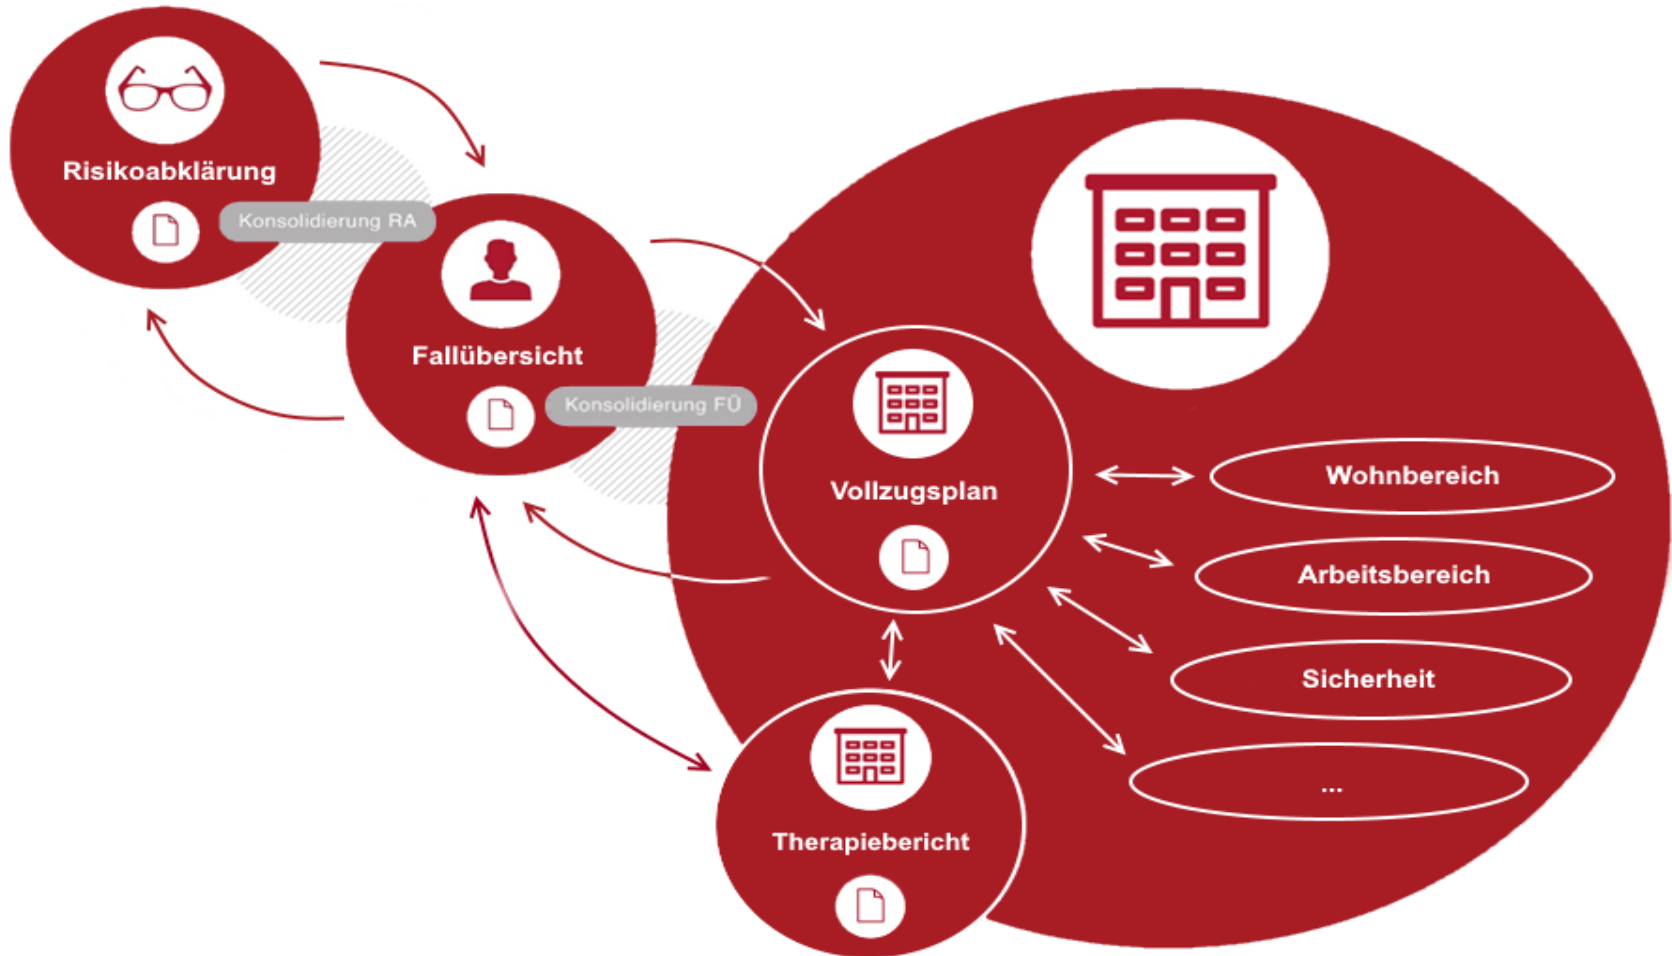 Risikoabklärung
Konsolidierung RA
Fallübersicht
Konsolidierung FÜ
Vollzugsplan
Wohnbereich
Arbeitsbereich
Sicherheit
...
Therapiebericht